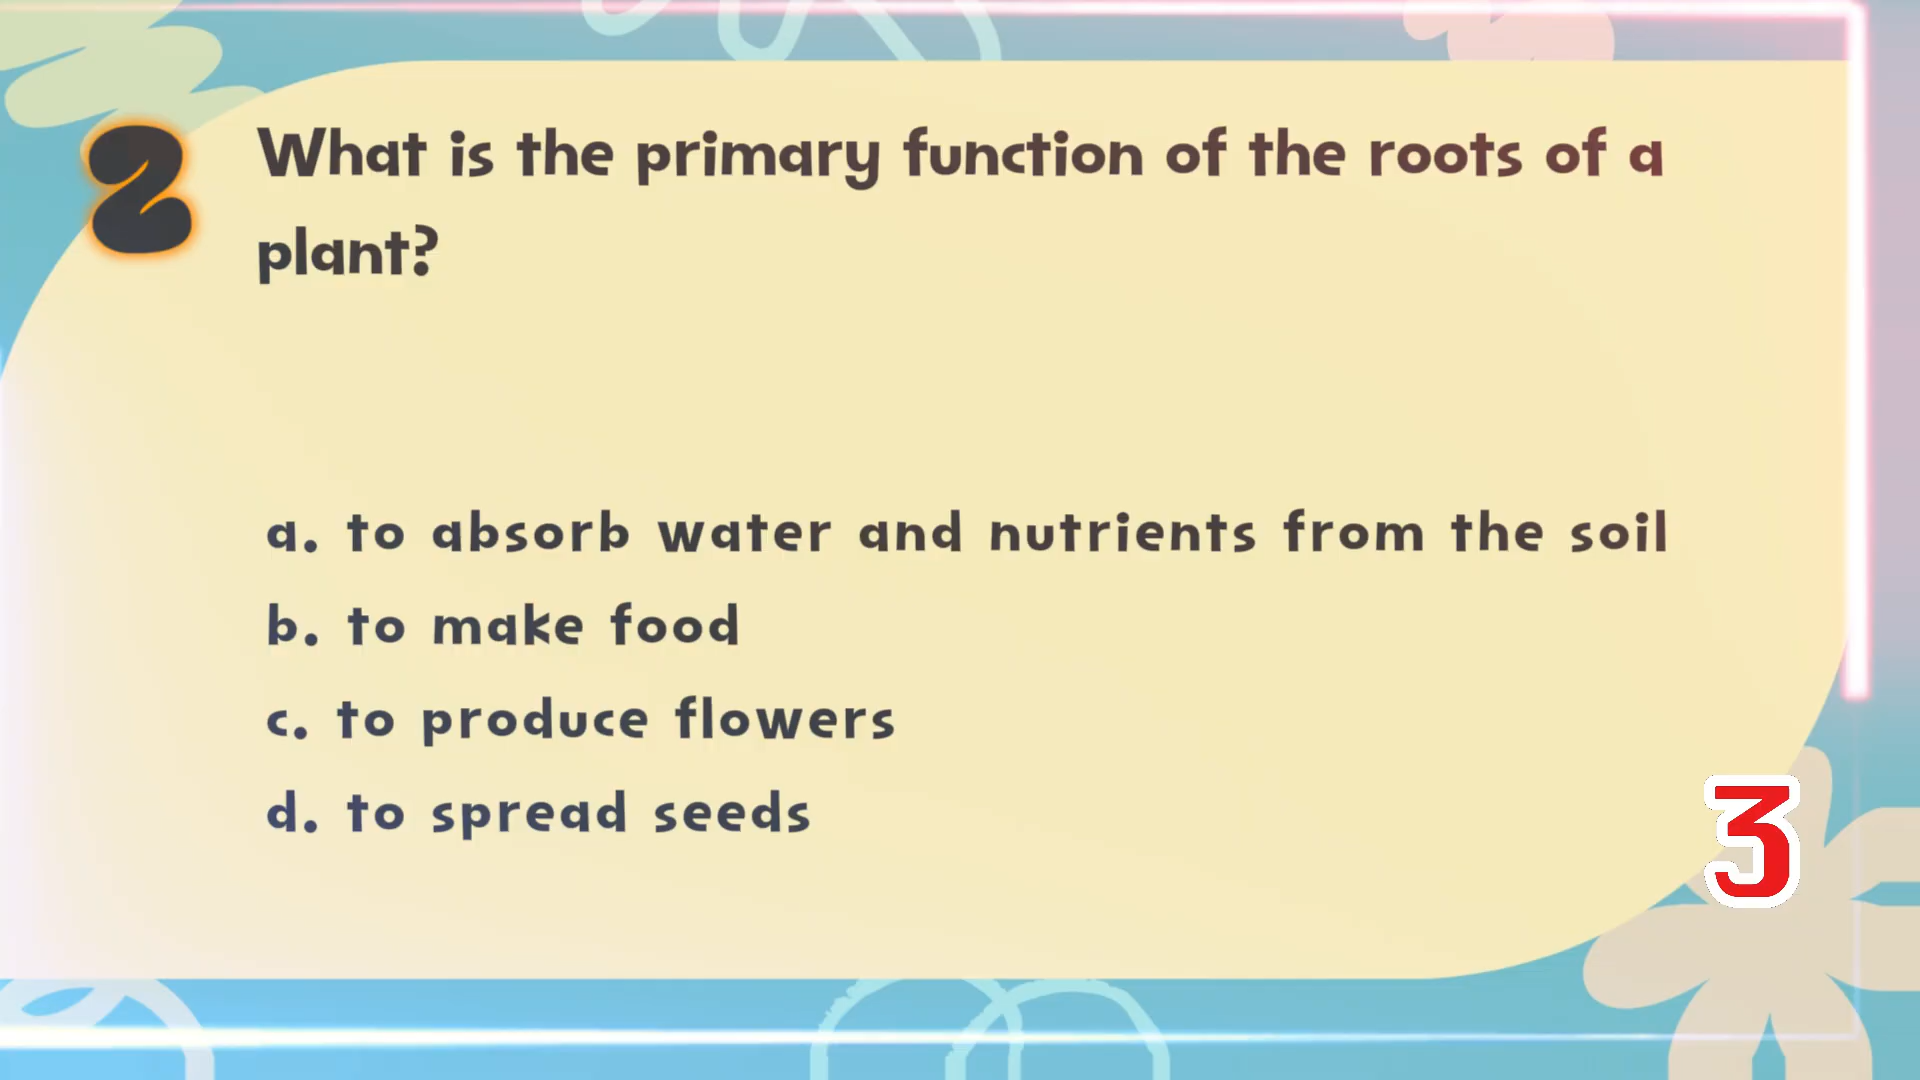 2
What is the primary function of the roots of a
plant?
a. to absorb water and nutrients from the soil
b. to make food
c. to produce flowers
d. to spread seeds
3